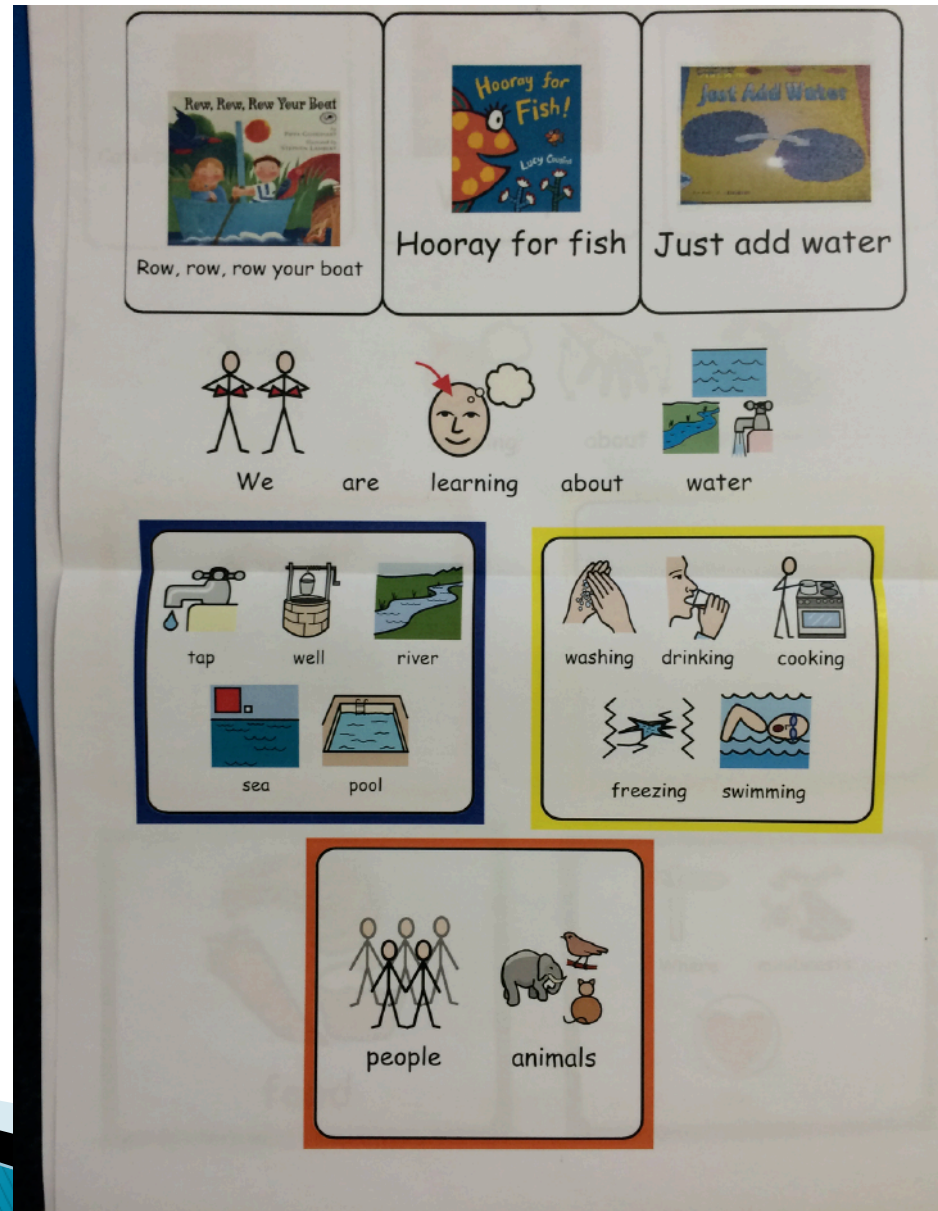 Row, Row, Row Your Boat
Hooray for
Fish!
Lucy Cousins
Just Add Water
Row, row, row your boat
Hooray for fish
Just add water
We are learning about water
tap well river
sea pool
washing drinking cooking
freezing swimming
people animals